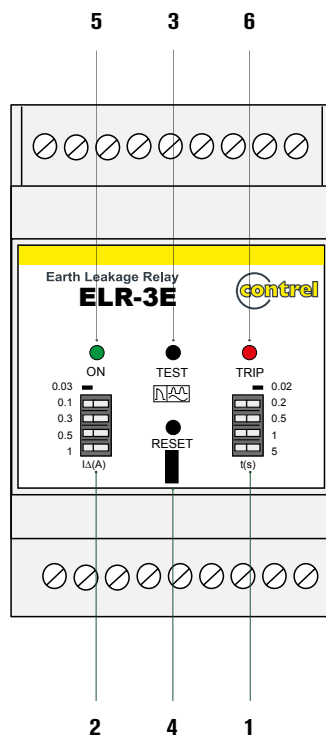 5 3 6
Earth Leakage Relay
ELR-3E
contrel
ON TEST TRIP
0.03 0.02
0.1 0.2
0.3 0.5
0.5 1
1 5
RESET
I∆(A) t(s)
2 4 1